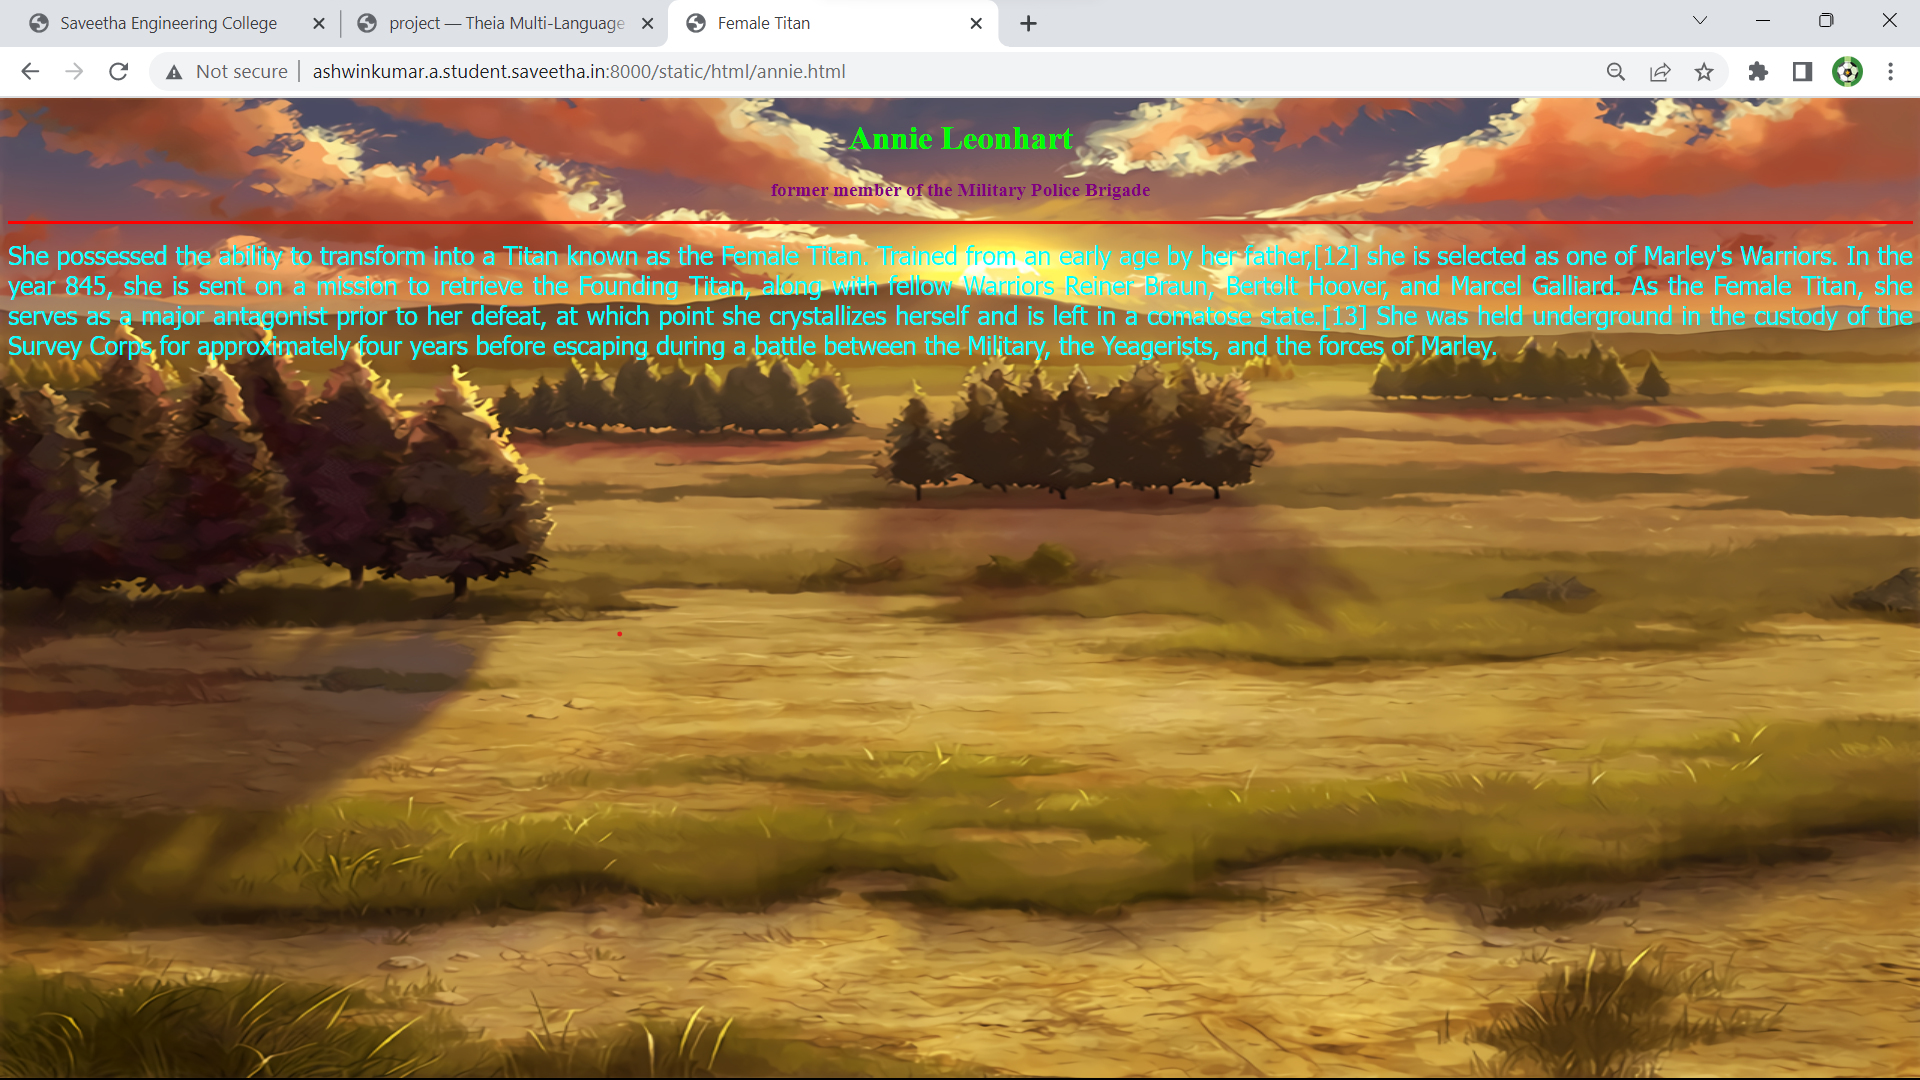 Saveetha Engineering College
project — Theia Multi-Language
Female Titan
Not secure
ashwinkumar.a.student.saveetha.in:8000/static/html/annie.html
Annie Leonhart
former member of the Military Police Brigade
She possessed the ability to transform into a Titan known as the Female Titan. Trained from an early age by her father,[12] she is selected as one of Marley's Warriors. In the
year 845, she is sent on a mission to retrieve the Founding Titan, along with fellow Warriors Reiner Braun, Bertolt Hoover, and Marcel Galliard. As the Female Titan, she
serves as a major antagonist prior to her defeat, at which point she crystallizes herself and is left in a comatose state.[13] She was held underground in the custody of the
Survey Corps for approximately four years before escaping during a battle between the Military, the Yeagerists, and the forces of Marley.